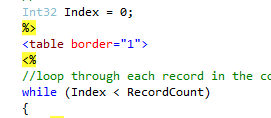 Int32 Index = 0;
%>
<table border="1">
<%
//loop through each record in the co
while (Index < RecordCount)
{